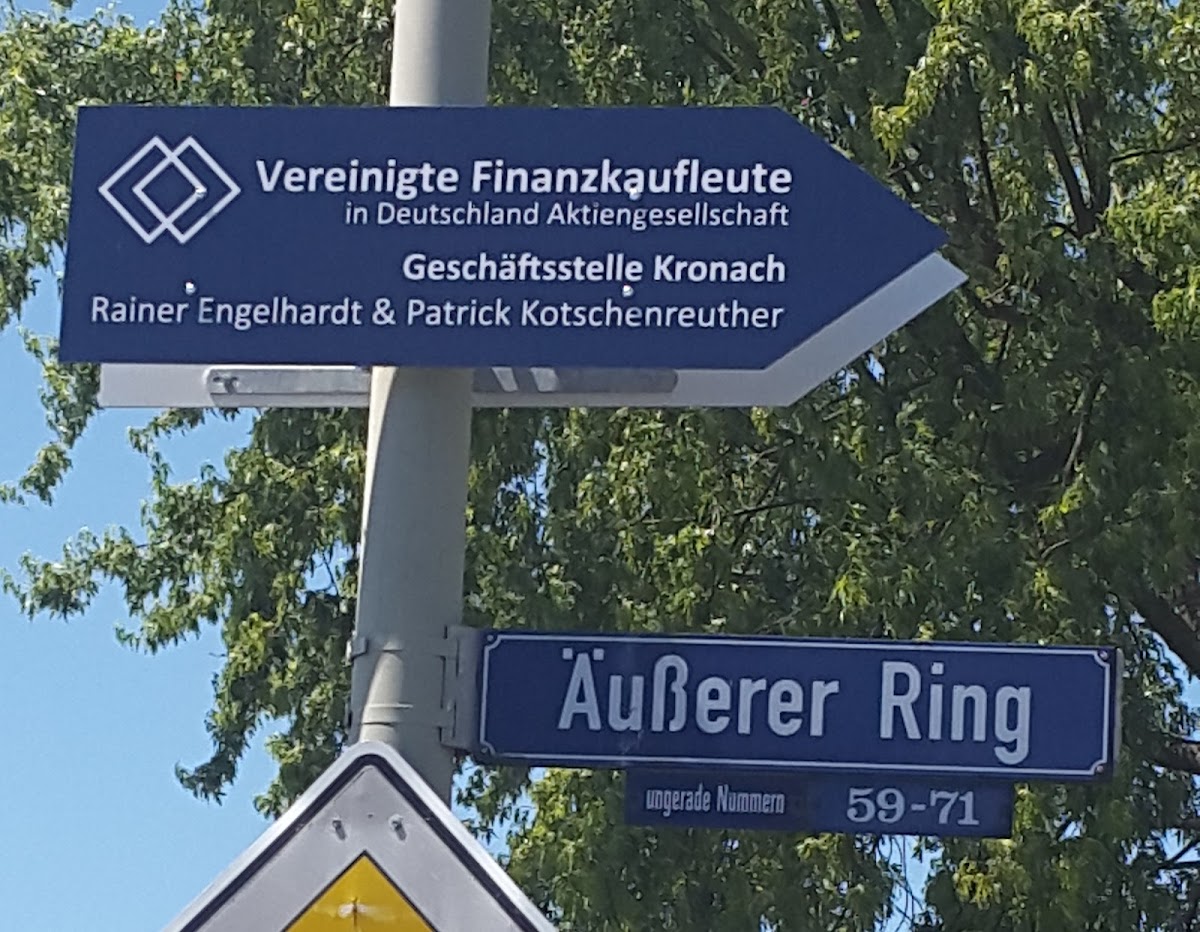 Vereinigte Finanzkaufleute
in Deutschland Aktiengesellschaft
Geschäftsstelle Kronach
Rainer Engelhardt & Patrick Kotschenreuther
Äußerer Ring
ungerade Nummern 59-71